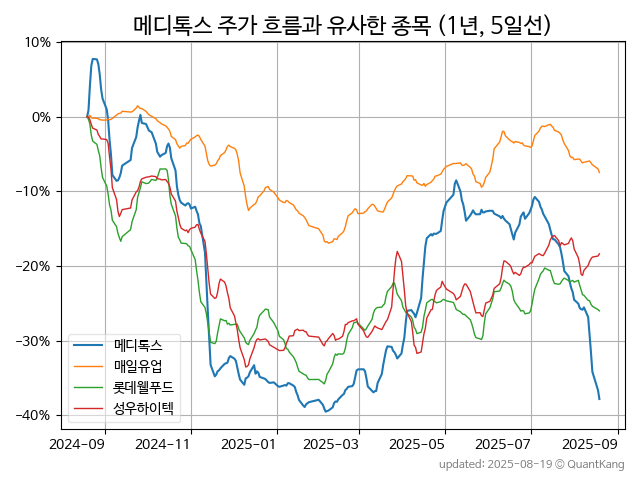 메디톡스 주가 흐름과 유사한 종목 (1년, 5일선)
10%
0%
−10%
−20%
−30%
−40%
메디톡스
매일유업
롯데웰푸드
성우하이텍
2024−09
2024−11
2025−01
2025−03
2025−05
2025−07
2025−09
updated: 2025-08-19 © QuantKang